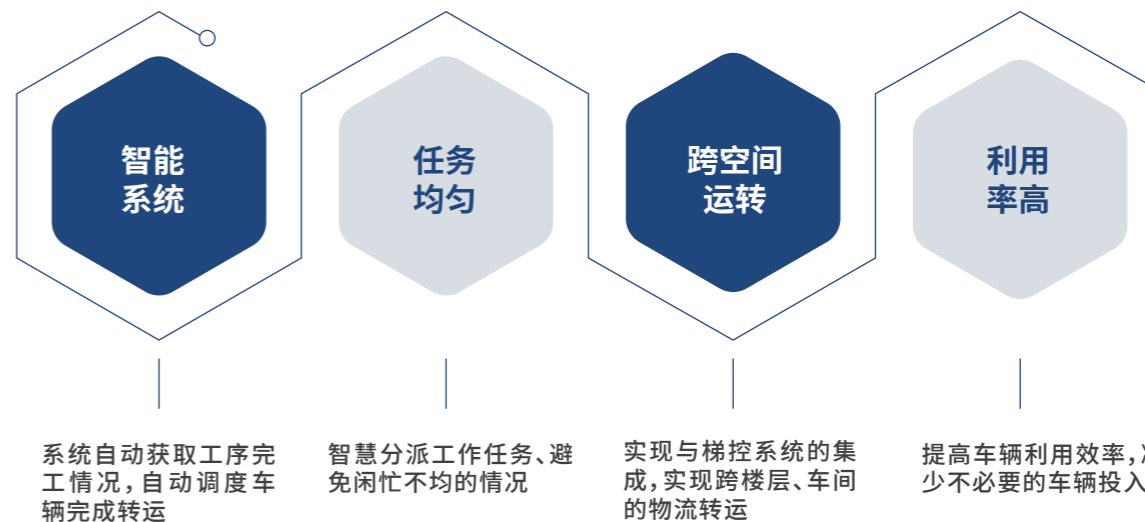 智能
系统
任务
均匀
跨空间
运转
利用
率高
系统自动获取工序完
工情况，自动调度车
辆完成转运
智慧分派工作任务、避
免闲忙不均的情况
实现与梯控系统的集
成，实现跨楼层、车间
的物流转运
提高车辆利用效率，
少不必要的车辆投入